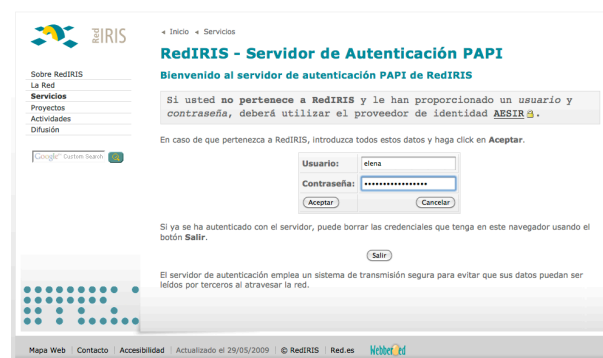 RedIRIS
◂ Inicio ◂ Servicios
RedIRIS - Servidor de Autenticación PAPI
Bienvenido al servidor de autenticación PAPI de RedIRIS
Sobre RedIRIS
La Red
Servicios
Proyectos
Actividades
Difusión
Google™ Custom Search
Si usted no pertenece a RedIRIS y le han proporcionado un usuario y
contraseña, deberá utilizar el proveedor de identidad AESIR.
En caso de que pertenezca a RedIRIS, introduzca todos estos datos y haga click en Aceptar.
Usuario: elena
Contraseña: •••••••••••••••••
Aceptar Cancelar
Si ya se ha autenticado con el servidor, puede borrar las credenciales que tenga en este navegador usando el
botón Salir.
Salir
El servidor de autenticación emplea un sistema de transmisión segura para evitar que sus datos puedan ser
leídos por terceros al atravesar la red.
Mapa Web | Contacto | Accesibilidad | Actualizado el 29/05/2009 | © RedIRIS | Red.es Webbered